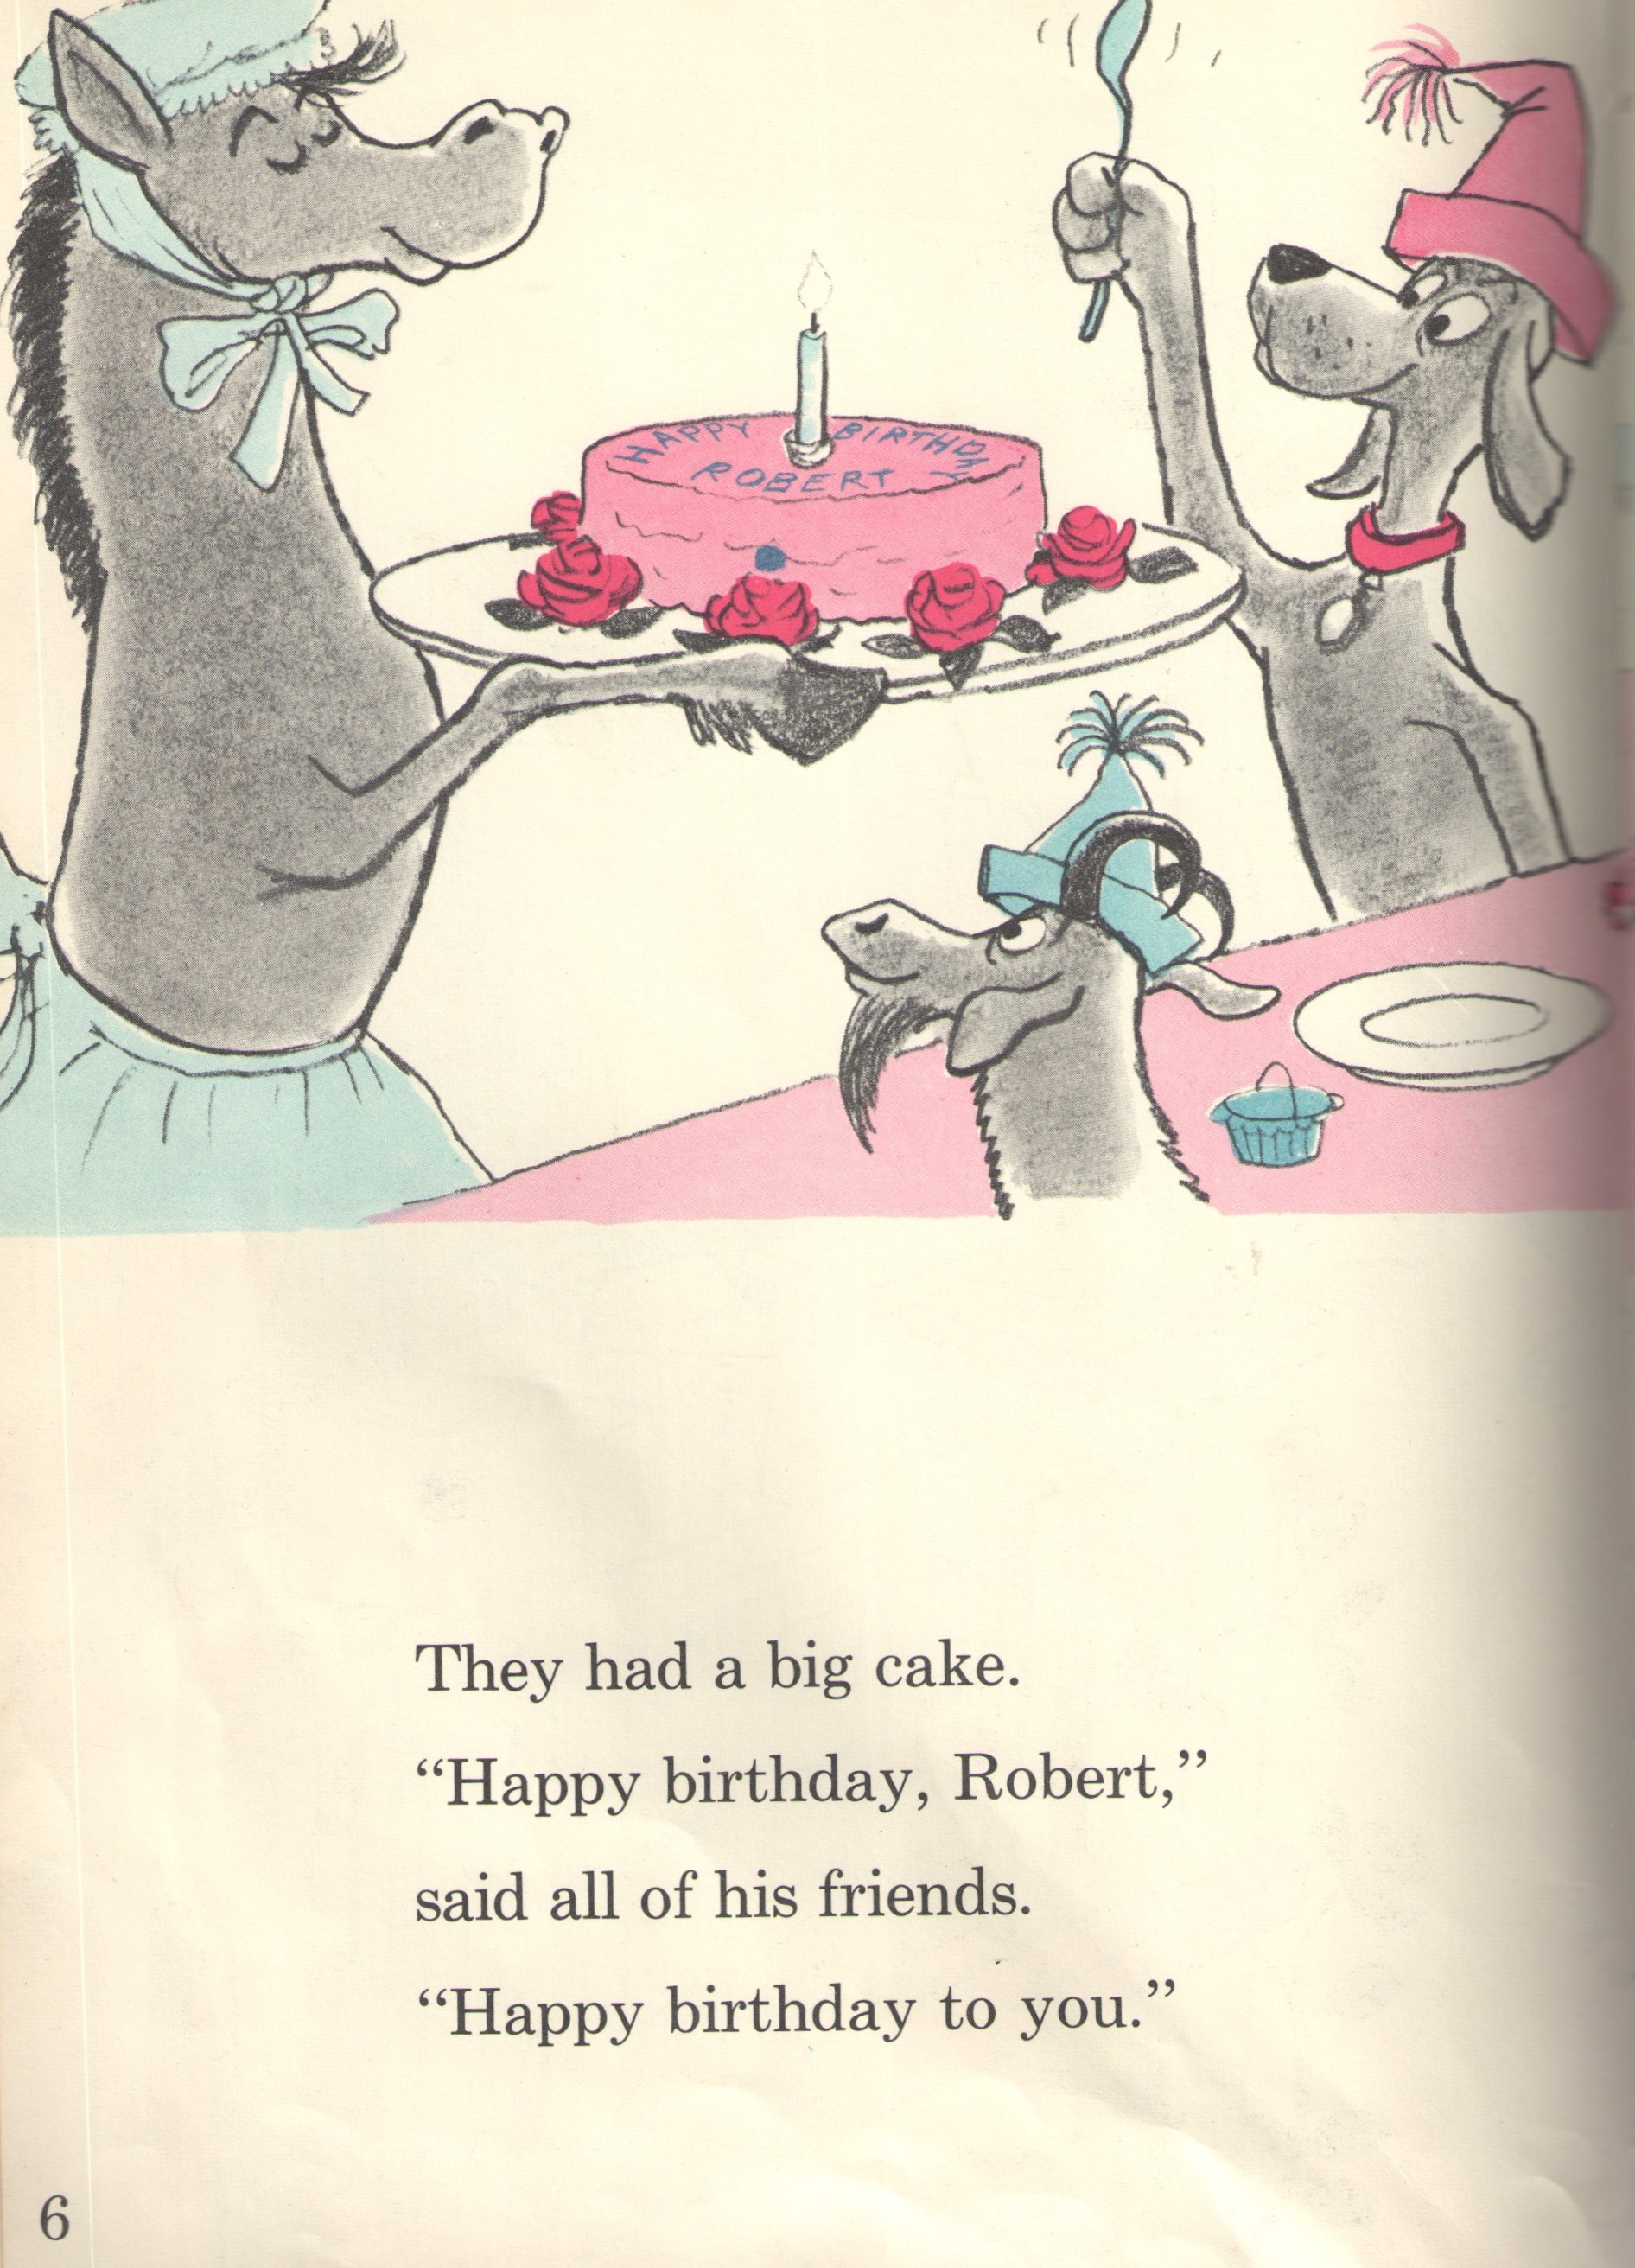 HAPPY BIRTHDAY
ROBERT
They had a big cake.
“Happy birthday, Robert,”
said all of his friends.
“Happy birthday to you.”
6